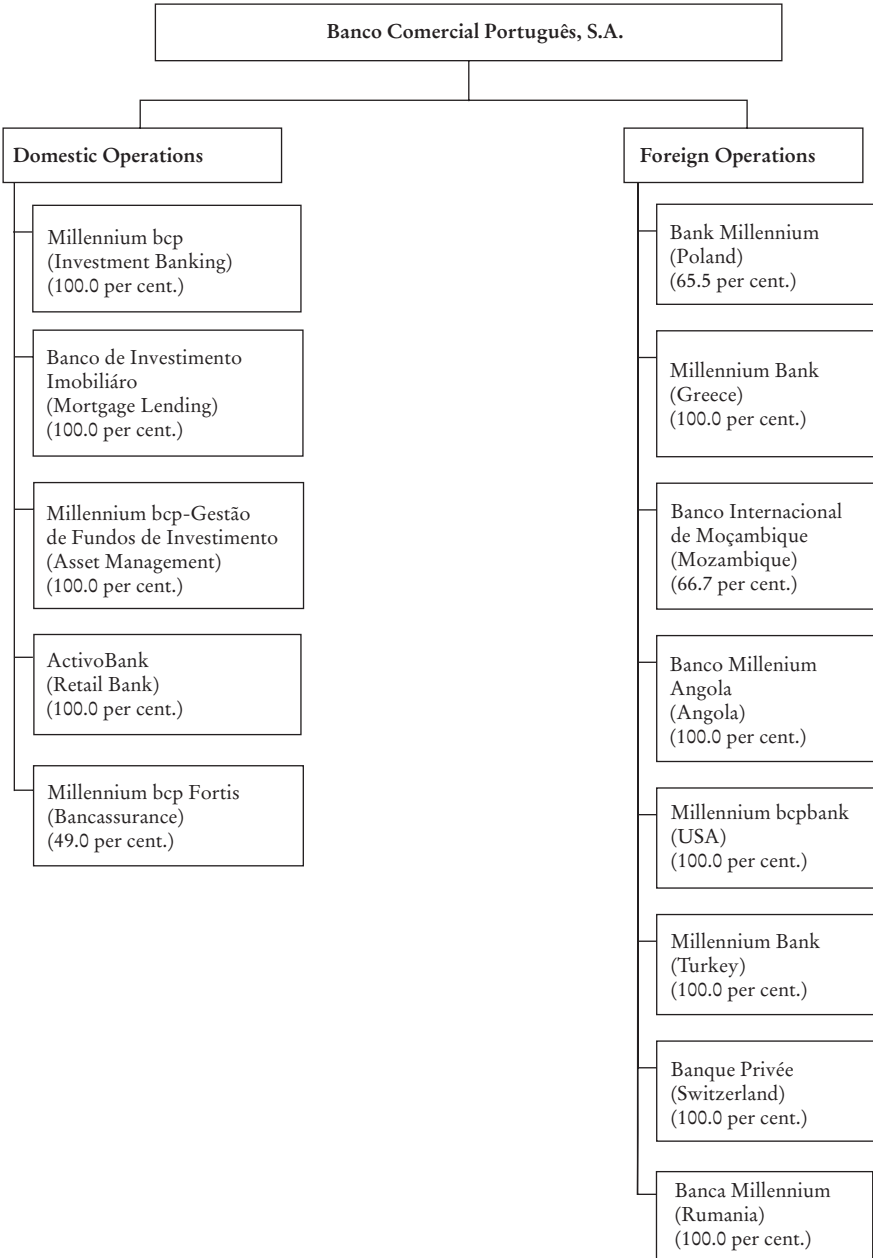 Banco Comercial Português, S.A.
Domestic Operations
Millennium bcp
(Investment Banking)
(100.0 per cent.)
Banco de Investimento
Imobiliáro
(Mortgage Lending)
(100.0 per cent.)
Millennium bcp-Gestão
de Fundos de Investimento
(Asset Management)
(100.0 per cent.)
ActivoBank
(Retail Bank)
(100.0 per cent.)
Millennium bcp Fortis
(Bancassurance)
(49.0 per cent.)
Foreign Operations
Bank Millennium
(Poland)
(65.5 per cent.)
Millennium Bank
(Greece)
(100.0 per cent.)
Banco Internacional
de Moçambique
(Mozambique)
(66.7 per cent.)
Banco Millenium
Angola
(Angola)
(100.0 per cent.)
Millennium bcpbank
(USA)
(100.0 per cent.)
Millennium Bank
(Turkey)
(100.0 per cent.)
Banque Privée
(Switzerland)
(100.0 per cent.)
Banca Millennium
(Rumania)
(100.0 per cent.)